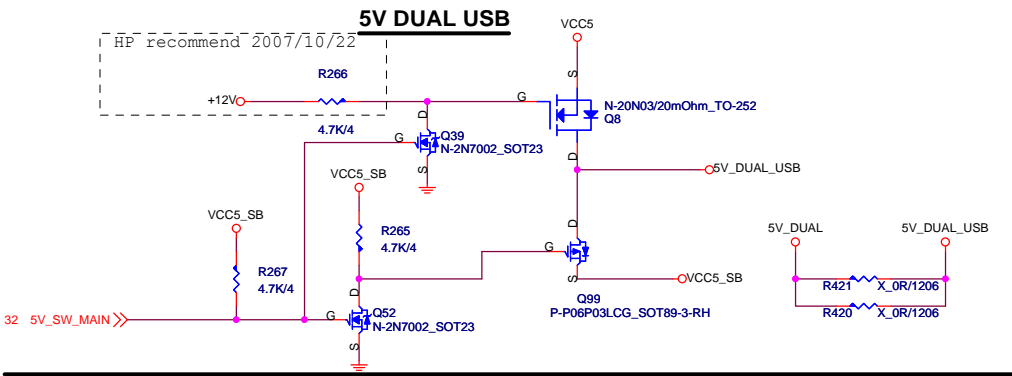 5V DUAL USB
HP recommend 2007/10/22
VCC5
R266
+12V
4.7K/4
S
G
N-20N03/20mOhm_TO-252
Q8
D
D
G
Q39
N-2N7002_SOT23
S
VCC5_SB
5V_DUAL_USB
VCC5_SB
R265
4.7K/4
D
G
5V_DUAL
5V_DUAL_USB
R267
4.7K/4
S
VCC5_SB
R421
X_0R/1206
D
Q99
P-P06P03LCG_SOT89-3-RH
Q52
G
N-2N7002_SOT23
R420
X_0R/1206
32 5V_SW_MAIN
S